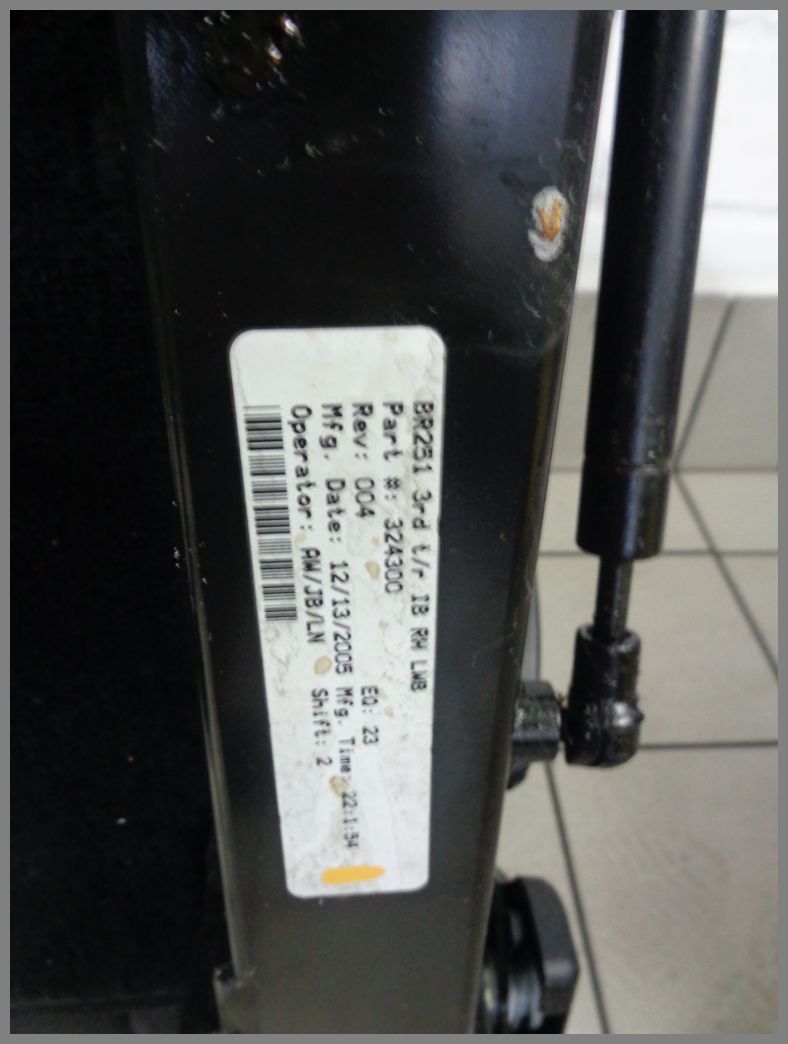 BR251 3rd t/r IB RH LWB
Part #: 324300
Rev: 004 EQ: 23
Mfg. Date: 12/13/2005 Mfg. Time: 22:1:54
Operator: AW/JB/LN Shift: 2